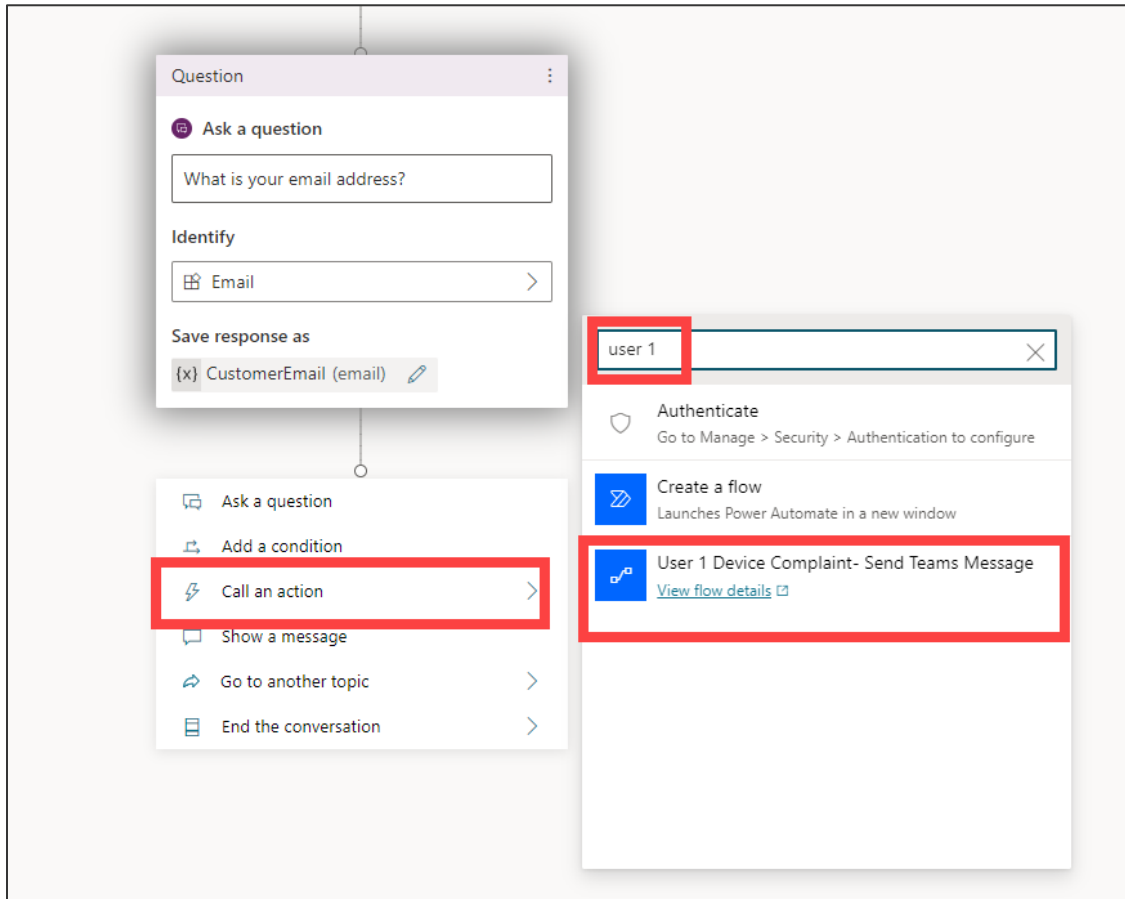 Question
Ask a question
What is your email address?
Identify
Email
Save response as
{x} CustomerEmail (email)
Ask a question
Add a condition
Call an action
Show a message
Go to another topic
End the conversation
user 1
Authenticate
Go to Manage > Security > Authentication to configure
Create a flow
Launches Power Automate in a new window
User 1 Device Complaint- Send Teams Message
View flow details